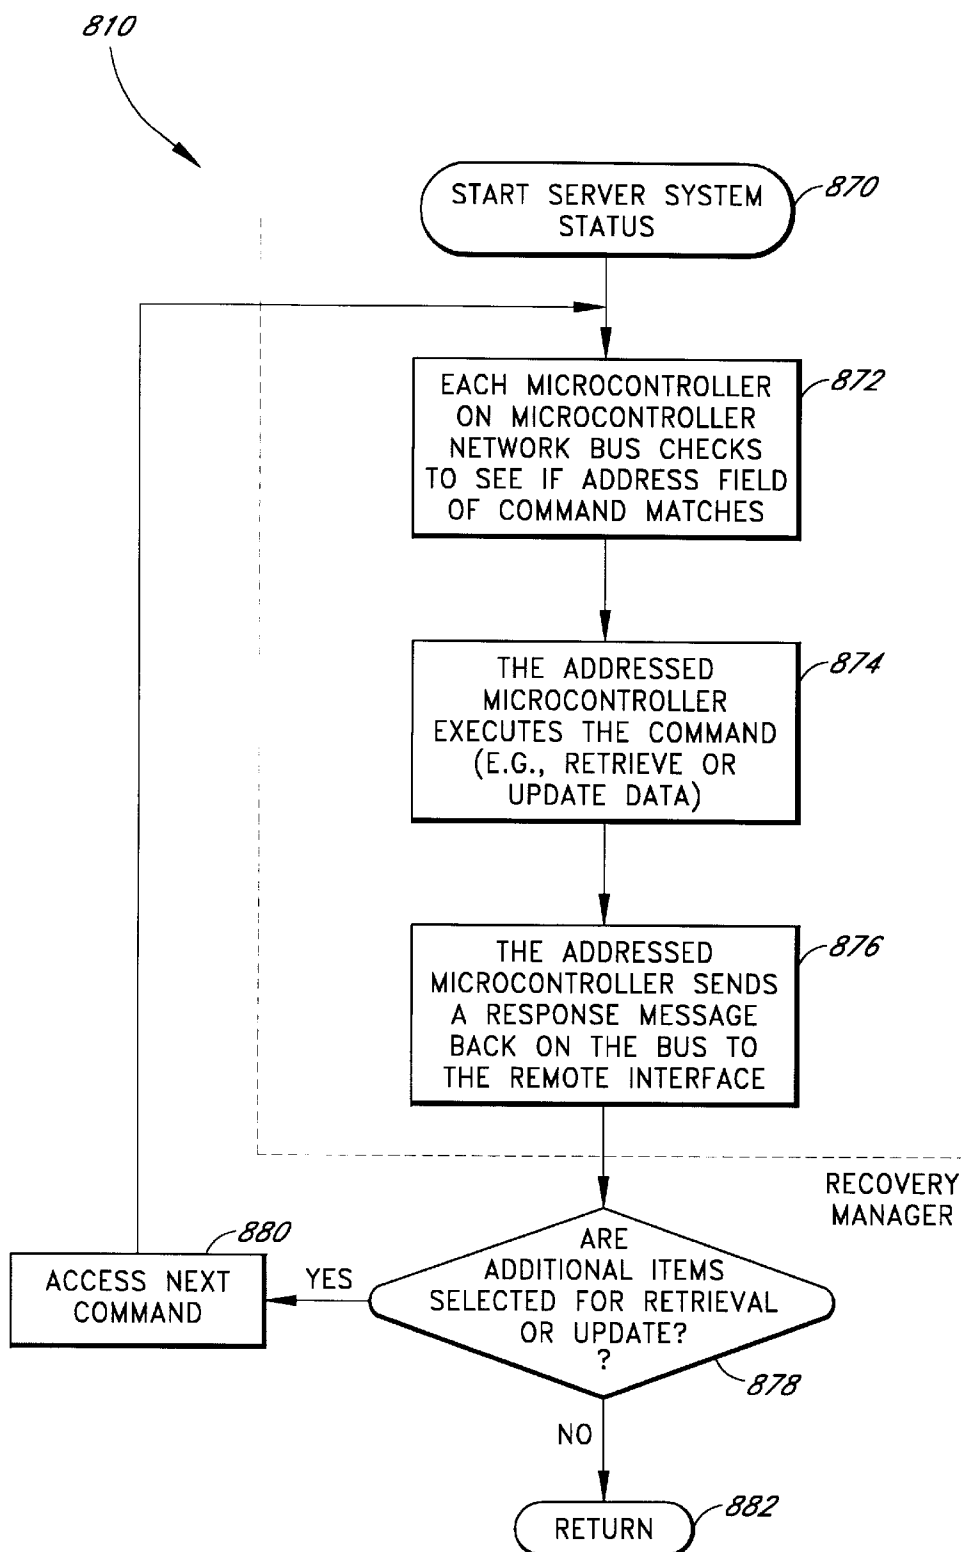 810
START SERVER SYSTEM
STATUS
870
EACH MICROCONTROLLER
ON MICROCONTROLLER
NETWORK BUS CHECKS
TO SEE IF ADDRESS FIELD
OF COMMAND MATCHES
872
THE ADDRESSED
MICROCONTROLLER
EXECUTES THE COMMAND
(E.G., RETRIEVE OR
UPDATE DATA)
874
THE ADDRESSED
MICROCONTROLLER SENDS
A RESPONSE MESSAGE
BACK ON THE BUS TO
THE REMOTE INTERFACE
876
RECOVERY
MANAGER
ARE
ADDITIONAL ITEMS
SELECTED FOR RETRIEVAL
OR UPDATE?
?
878
YES
880
ACCESS NEXT
COMMAND
NO
RETURN
882